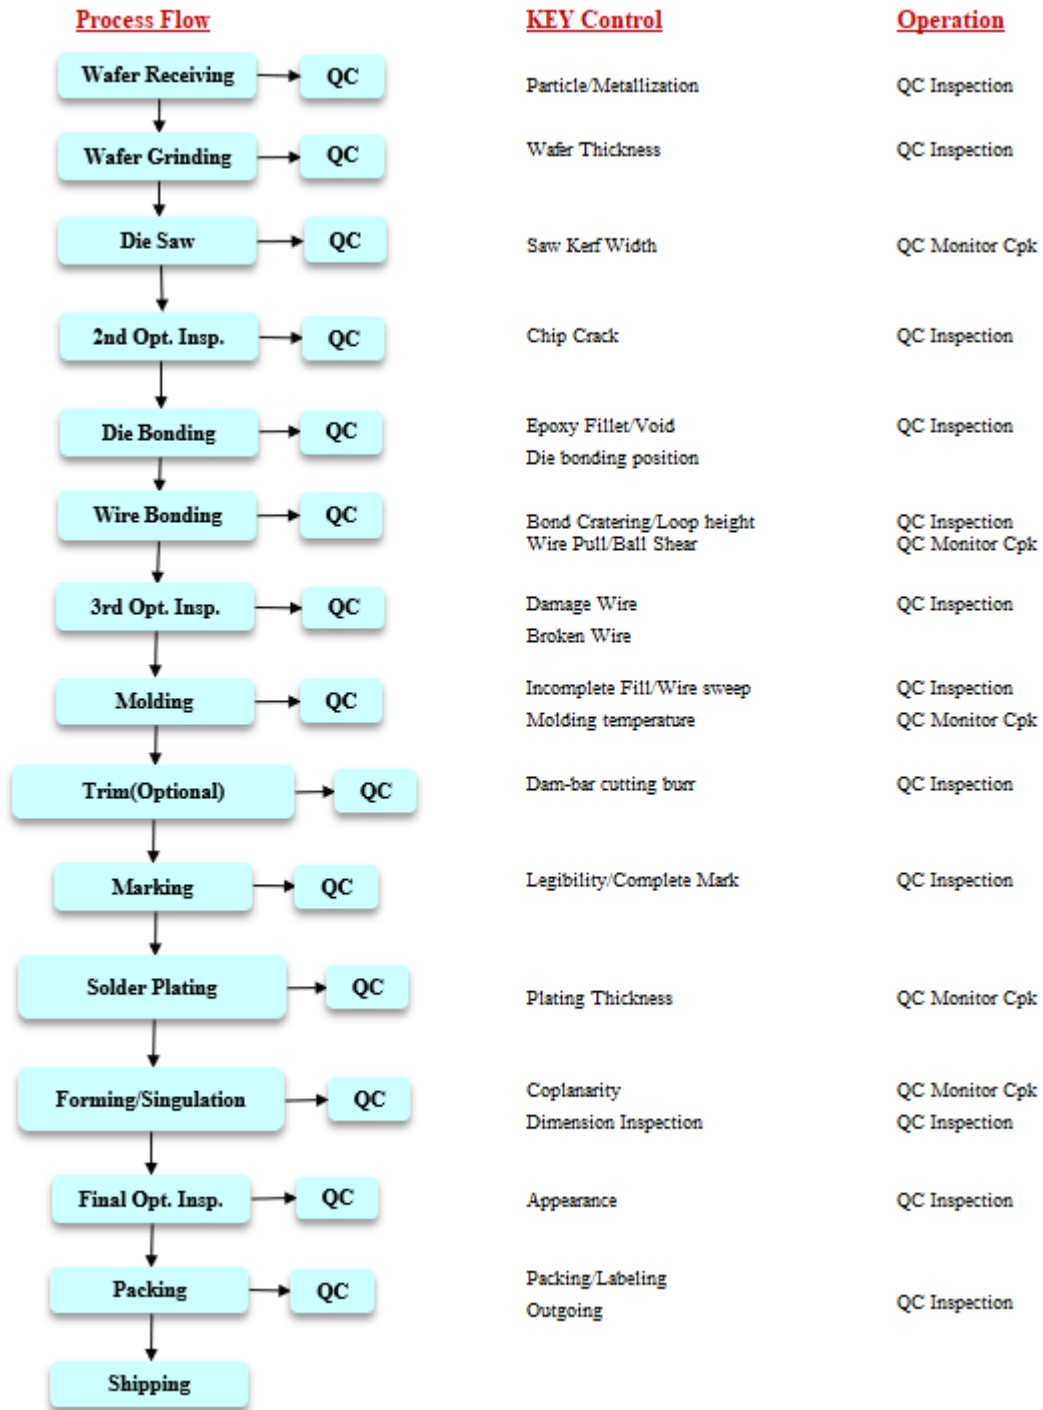 Process Flow KEY Control Operation
Wafer Receiving QC Particle/Metallization QC Inspection
Wafer Grinding QC Wafer Thickness QC Inspection
Die Saw QC Saw Kerf Width QC Monitor Cpk
2nd Opt. Insp. QC Chip Crack QC Inspection
Die Bonding QC Epoxy Fillet/Void QC Inspection
Die bonding position
Wire Bonding QC Bond Cratering/Loop height QC Inspection
Wire Pull/Ball Shear QC Monitor Cpk
3rd Opt. Insp. QC Damage Wire QC Inspection
Broken Wire
Molding QC Incomplete Fill/Wire sweep QC Inspection
Molding temperature QC Monitor Cpk
Trim(Optional) QC Dam-bar cutting burr QC Inspection
Marking QC Legibility/Complete Mark QC Inspection
Solder Plating QC Plating Thickness QC Monitor Cpk
Forming/Singulation QC Coplanarity QC Monitor Cpk
Dimension Inspection QC Inspection
Final Opt. Insp. QC Appearance QC Inspection
Packing QC Packing/Labeling
Outgoing QC Inspection
Shipping